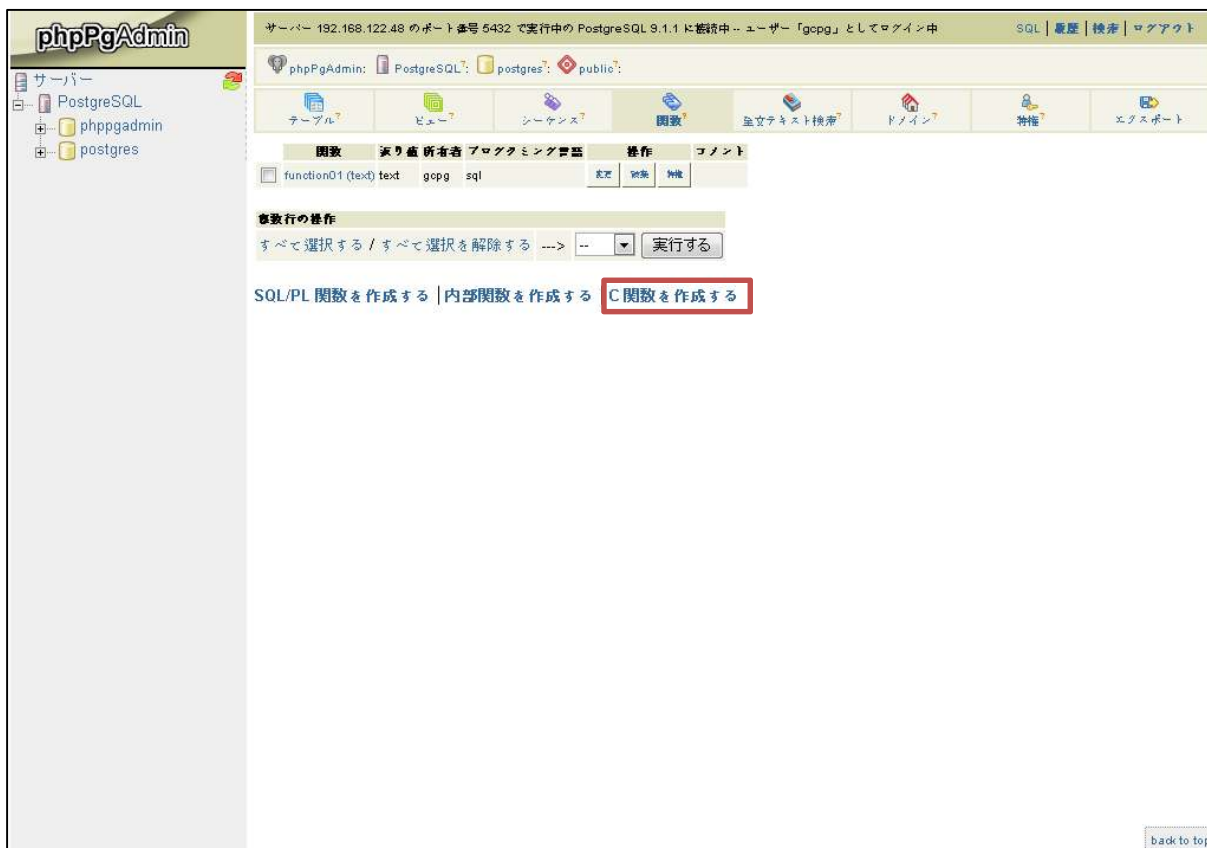 phpPgAdmin
サーバー
PostgreSQL
phppgadmin
postgres
サーバー 192.168.122.48 のポート番号 5432 で実行中の PostgreSQL 9.1.1 に接続中 -- ユーザー「gcpg」としてログイン中
SQL | 履歴 | 検索 | ログアウト
phpPgAdmin: PostgreSQL?: postgres?: public?:
テーブル? ビュー? シーケンス? 関数? 全文テキスト検索? ドメイン? 特権? エクスポート
関数 返り値 所有者 プログラミング言語 操作 コメント
function01 (text) text gcpg sql 変更 破棄 特権
複数行の操作
すべて選択する / すべて選択を解除する ---> -- 実行する
SQL/PL 関数を作成する | 内部関数を作成する | C 関数を作成する
back to top